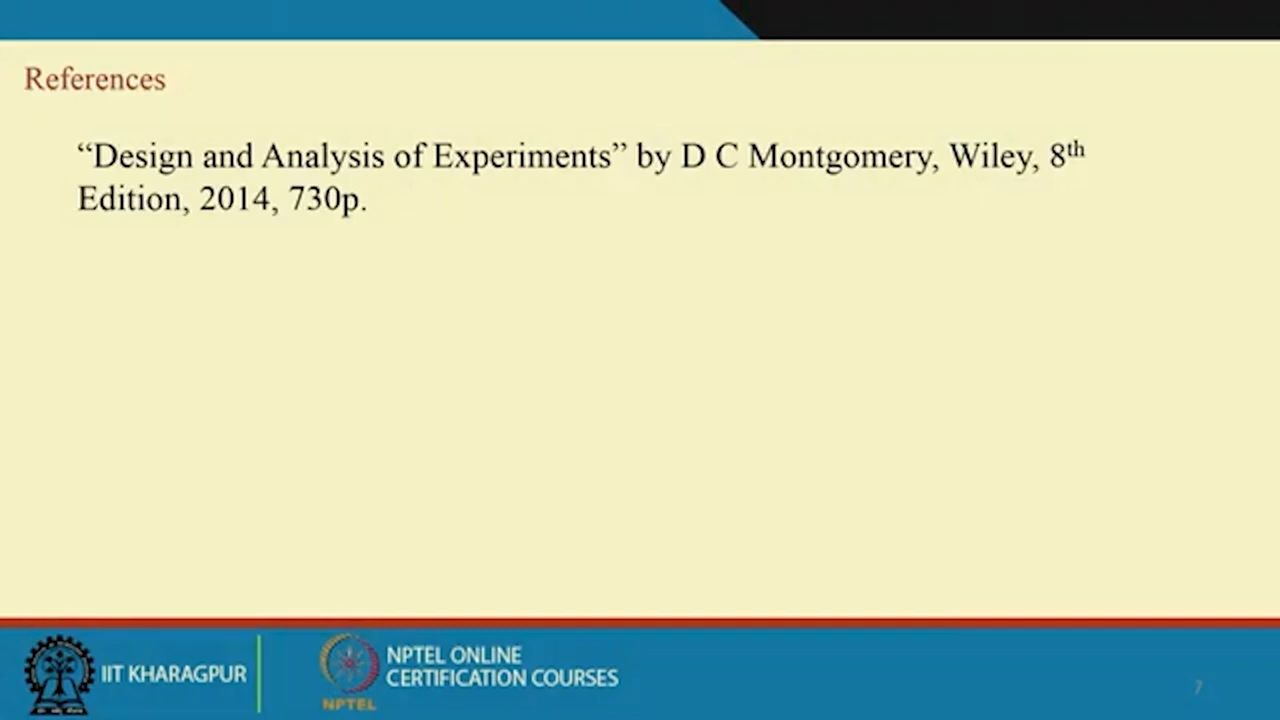 References
“Design and Analysis of Experiments” by D C Montgomery, Wiley, 8th
Edition, 2014, 730p.
IIT KHARAGPUR
NPTEL
NPTEL ONLINE
CERTIFICATION COURSES
7